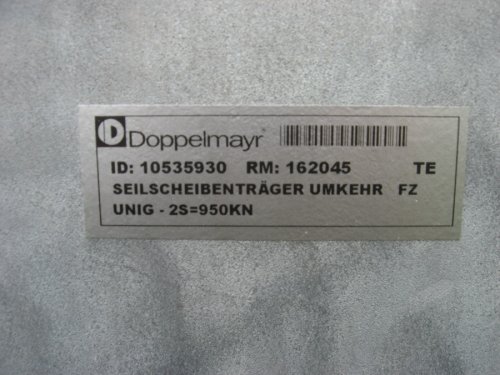 Doppelmayr
ID: 10535930 RM: 162045 TE
SEILSCHEIBENTRÄGER UMKEHR FZ
UNIG - 2S=950KN